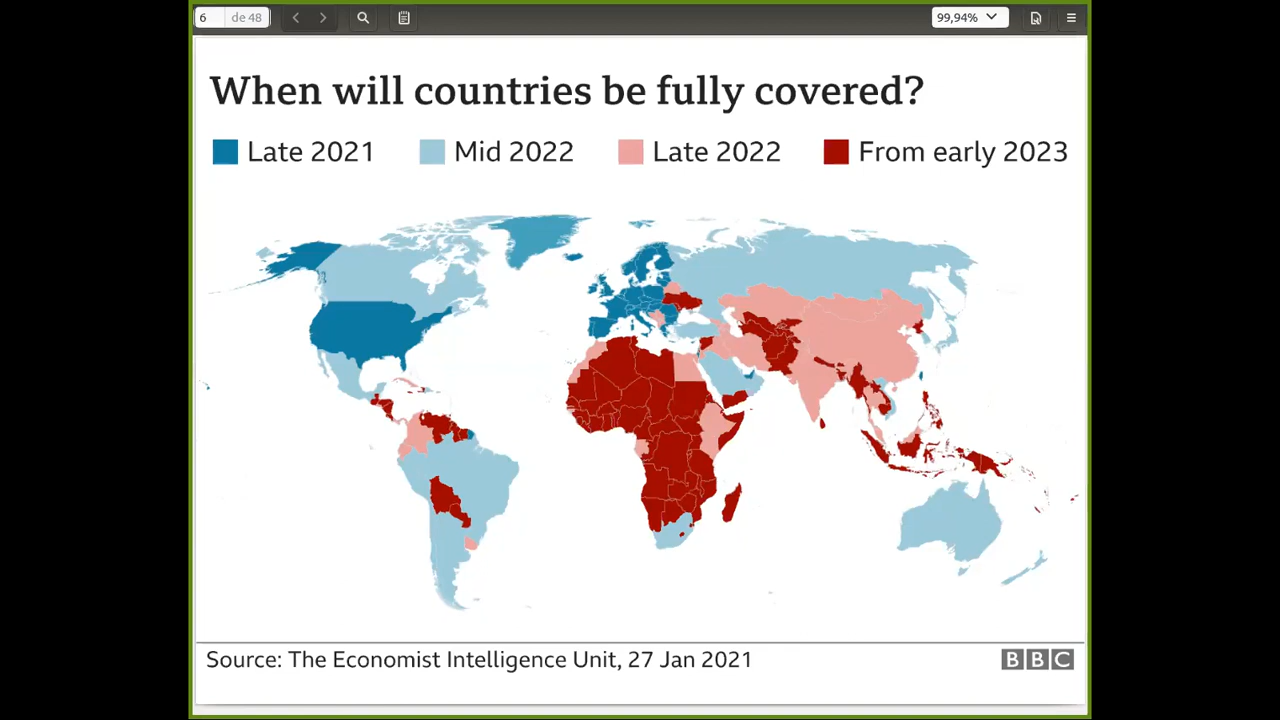 6 de 48
99,94%
When will countries be fully covered?
Late 2021 Mid 2022 Late 2022 From early 2023
Source: The Economist Intelligence Unit, 27 Jan 2021
BBC